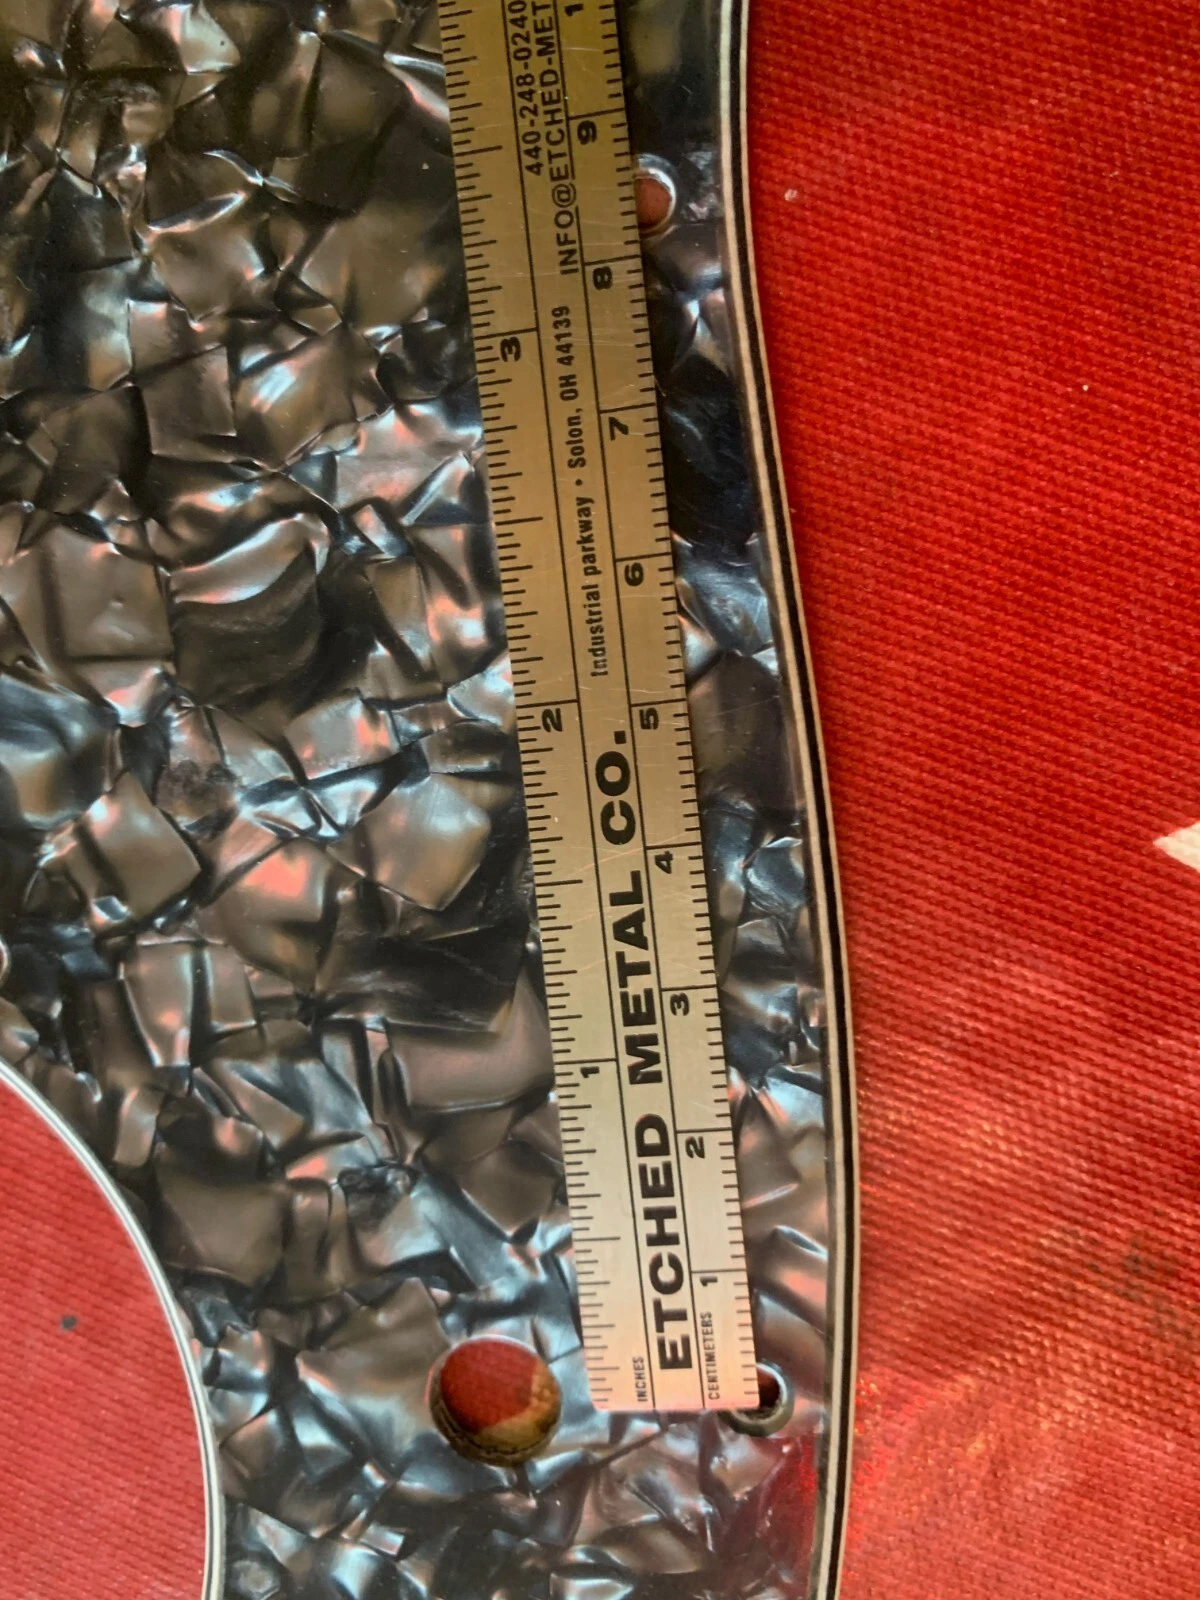 INCHES
1 2 3
ETCHED METAL CO.
Industrial parkway • Solon, OH 44139
440-248-0240
INFO@ETCHED-MET
CENTIMETERS
1 2 3 4 5 6 7 8 9 1